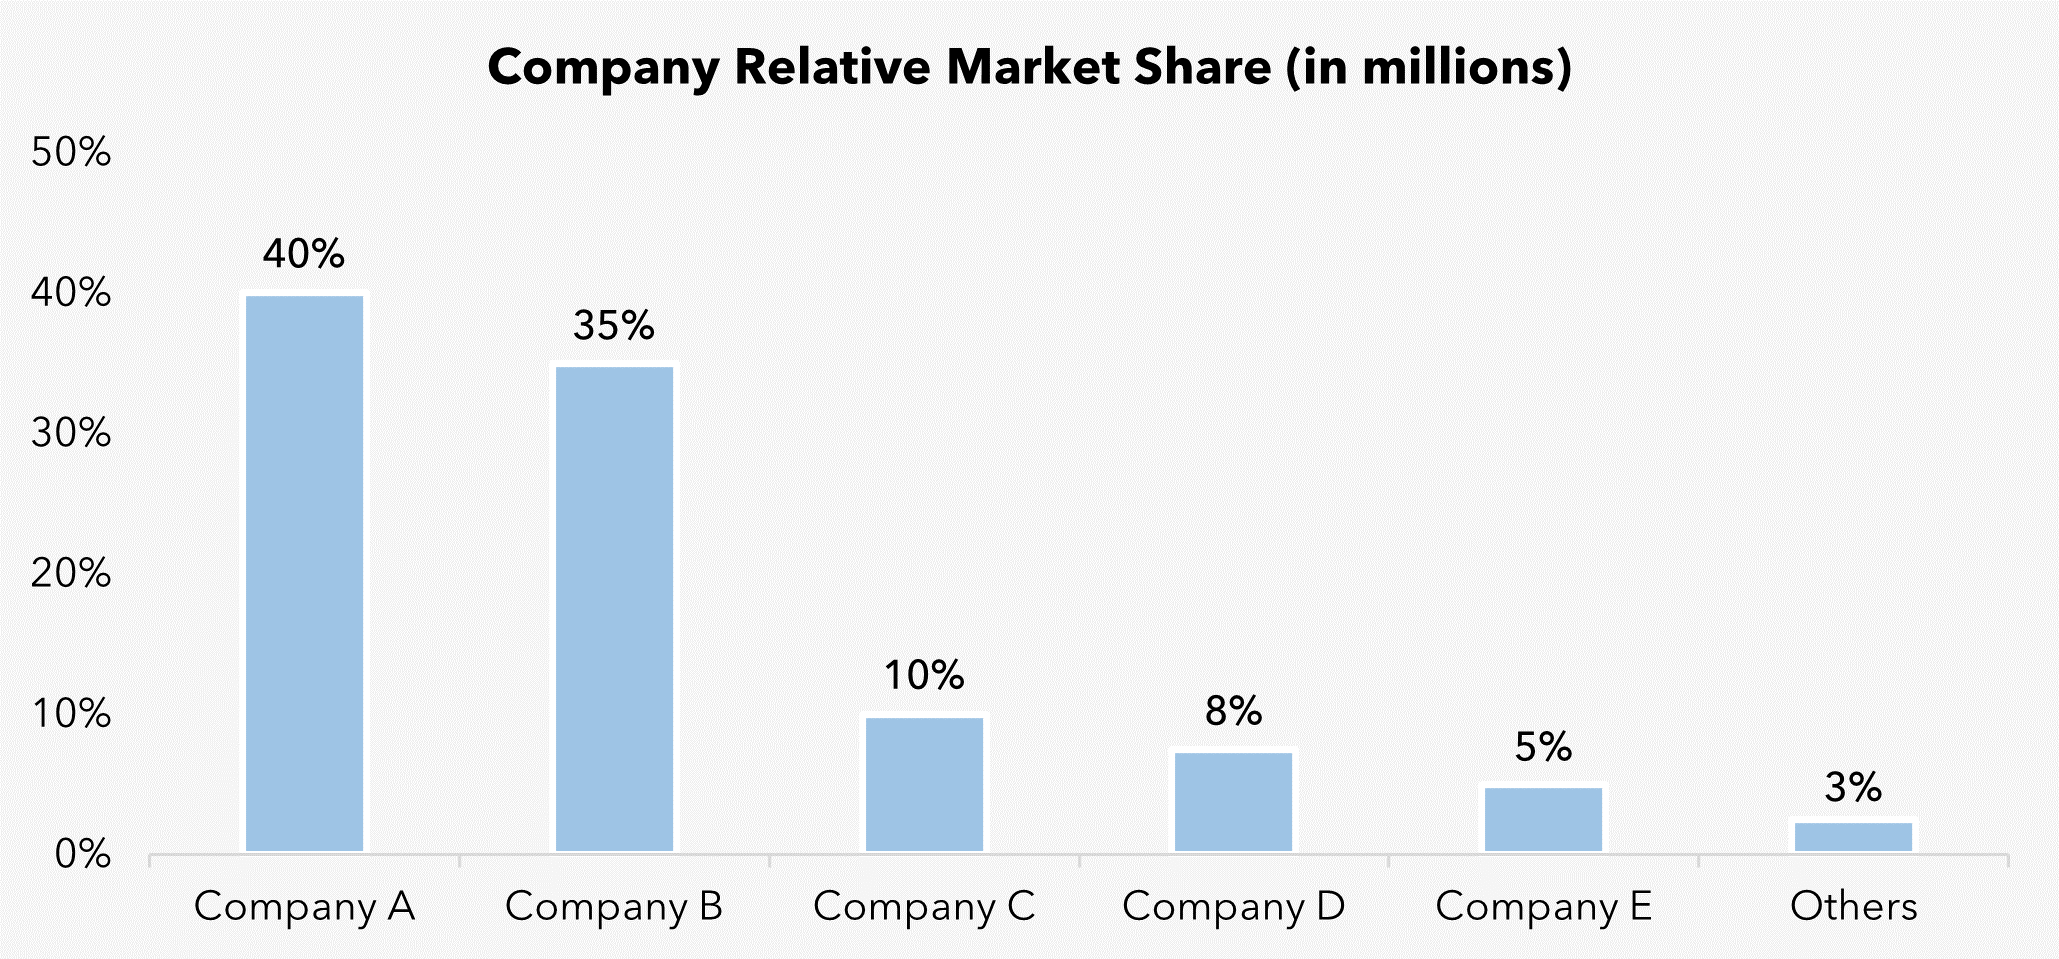 Company Relative Market Share (in millions)
50%
40%
30%
20%
10%
0%
40%
35%
10%
8%
5%
3%
Company A
Company B
Company C
Company D
Company E
Others